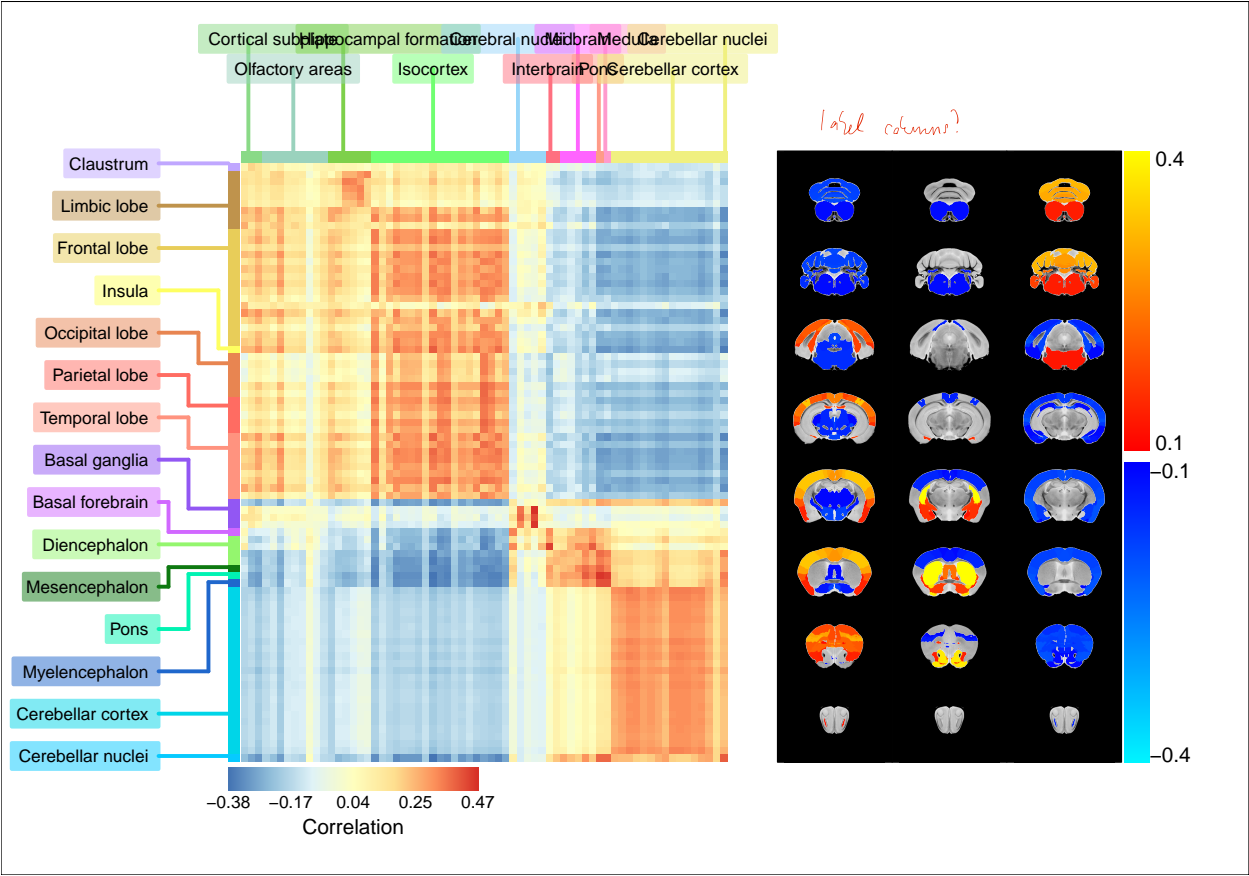 Cortical subplate Hippocampal formation Cerebral nuclei Midbrain Medulla Cerebellar nuclei
Olfactory areas Isocortex Interbrain Pons Cerebellar cortex
label columns?
Claustrum
Limbic lobe
Frontal lobe
Insula
Occipital lobe
Parietal lobe
Temporal lobe
Basal ganglia
Basal forebrain
Diencephalon
Mesencephalon
Pons
Myelencephalon
Cerebellar cortex
Cerebellar nuclei
−0.38 −0.17 0.04 0.25 0.47
Correlation
0.4
0.1
−0.1
−0.4